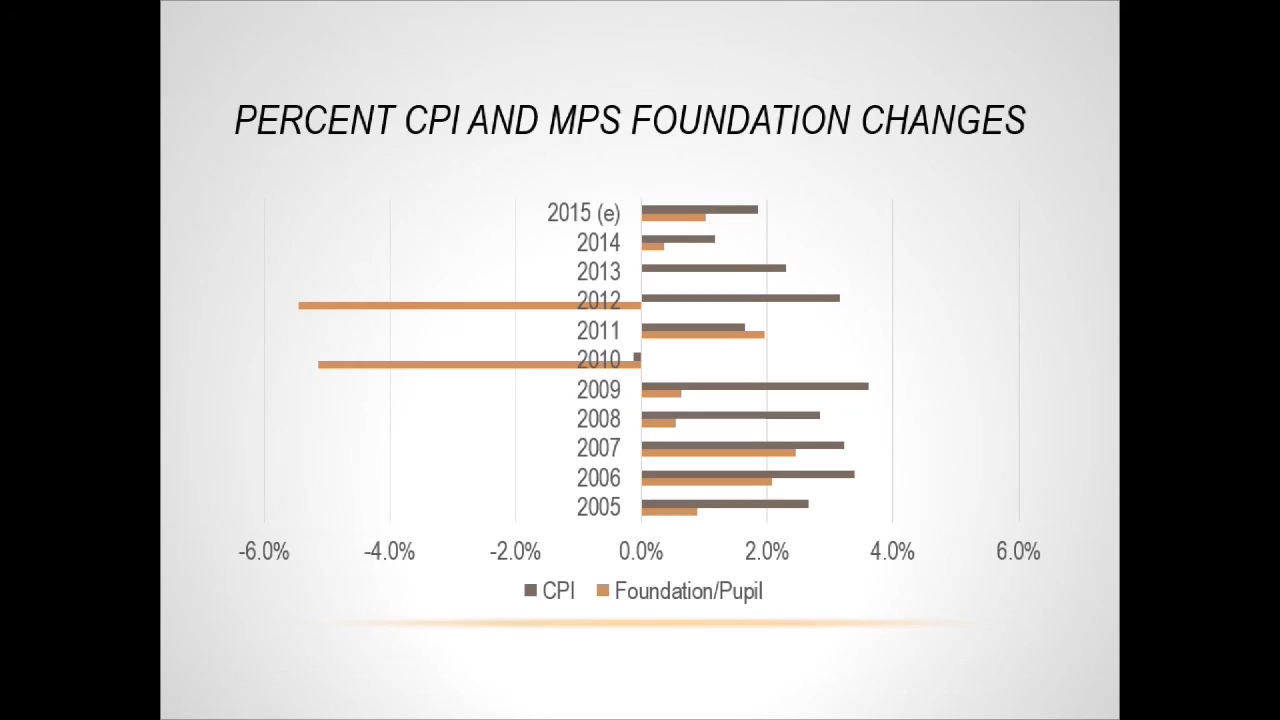 PERCENT CPI AND MPS FOUNDATION CHANGES
2015 (e)
2014
2013
2012
2011
2010
2009
2008
2007
2006
2005
-6.0% -4.0% -2.0% 0.0% 2.0% 4.0% 6.0%
CPI Foundation/Pupil